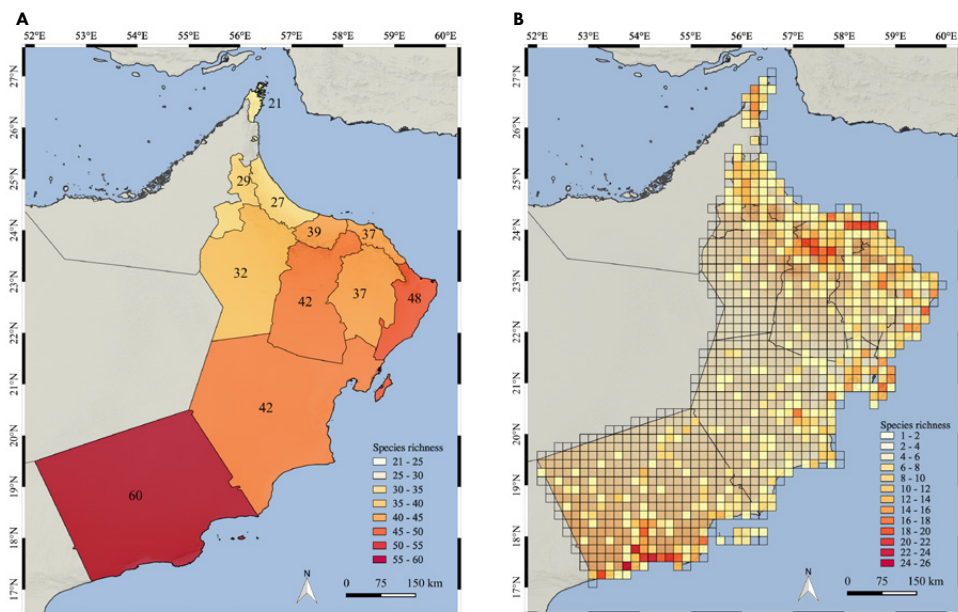 A
B
52°E 53°E 54°E 55°E 56°E 57°E 58°E 59°E 60°E
52°E 53°E 54°E 55°E 56°E 57°E 58°E 59°E 60°E
27°N
26°N
25°N
24°N
23°N
22°N
21°N
20°N
19°N
18°N
17°N
21
29
27
39
37
32
42
37
48
42
60
Species richness
21 - 25
25 - 30
30 - 35
35 - 40
40 - 45
45 - 50
50 - 55
55 - 60
N
0 75 150 km
27°N
26°N
25°N
24°N
23°N
22°N
21°N
20°N
19°N
18°N
17°N
Species richness
1 - 2
2 - 4
4 - 6
6 - 8
8 - 10
10 - 12
12 - 14
14 - 16
16 - 18
18 - 20
20 - 22
22 - 24
24 - 26
N
0 75 150 km